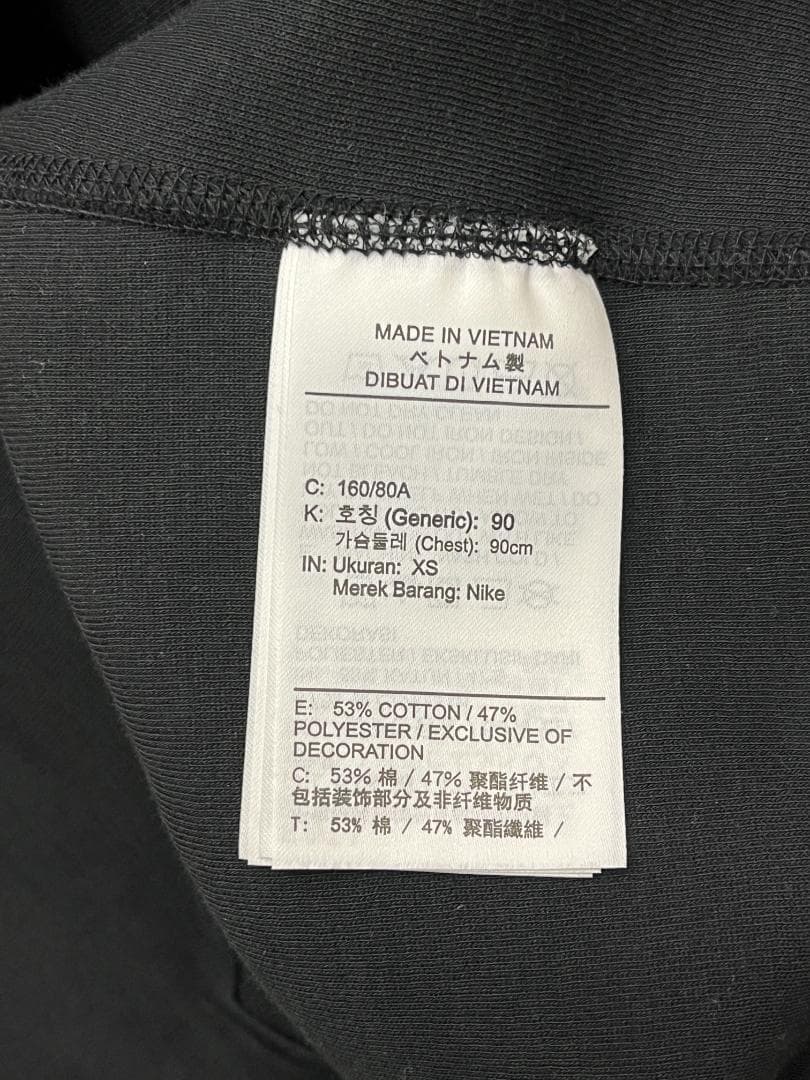 MADE IN VIETNAM
ベトナム製
DIBUAT DI VIETNAM
C: 160/80A
K: 호칭 (Generic): 90
가슴둘레 (Chest): 90cm
IN: Ukuran: XS
Merek Barang: Nike
E: 53% COTTON / 47%
POLYESTER / EXCLUSIVE OF
DECORATION
C: 53% 棉 / 47% 聚酯纤维 / 不
包括装饰部分及非纤维物质
T: 53% 棉 / 47% 聚酯纖維 /